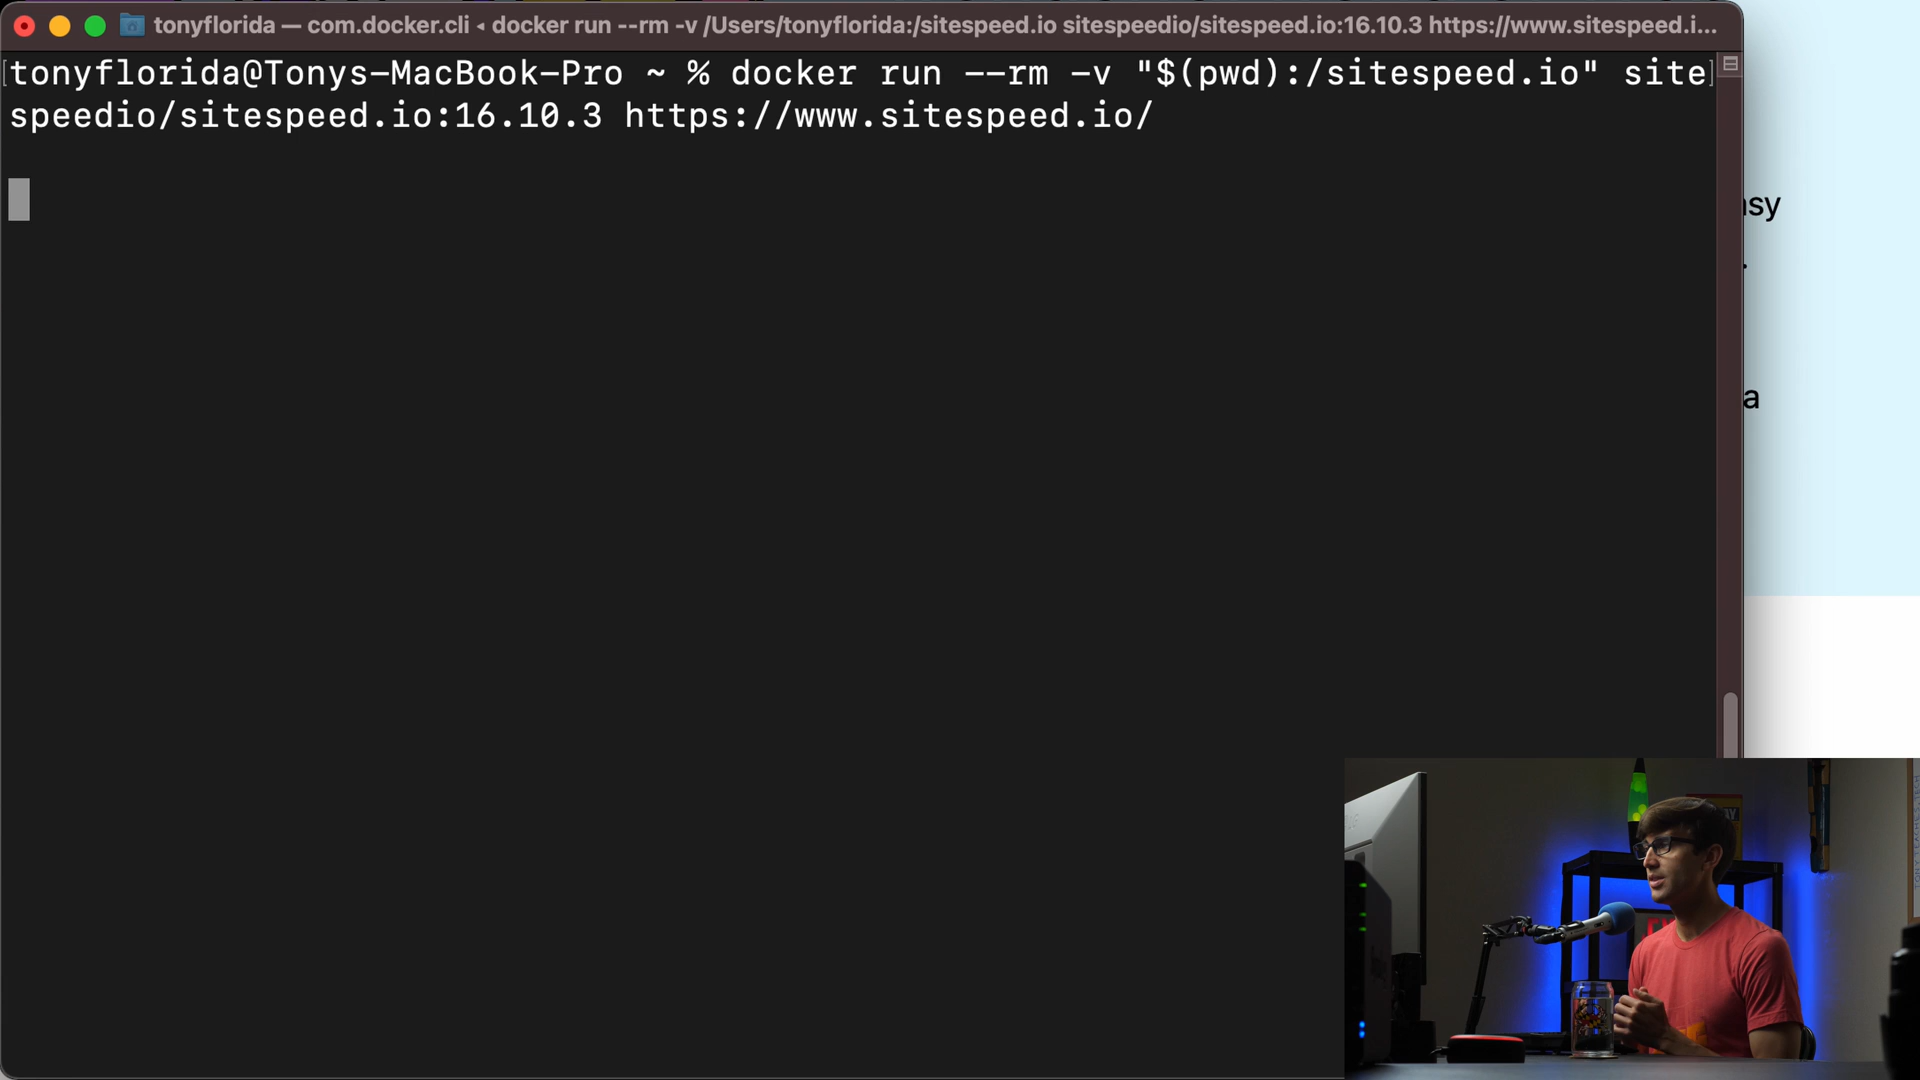 tonyflorida — com.docker.cli ◂ docker run --rm -v /Users/tonyflorida:/sitespeed.io sitespeedio/sitespeed.io:16.10.3 https://www.sitespeed.i...
tonyflorida@Tonys-MacBook-Pro ~ % docker run --rm -v "$(pwd):/sitespeed.io" site
speedio/sitespeed.io:16.10.3 https://www.sitespeed.io/
a